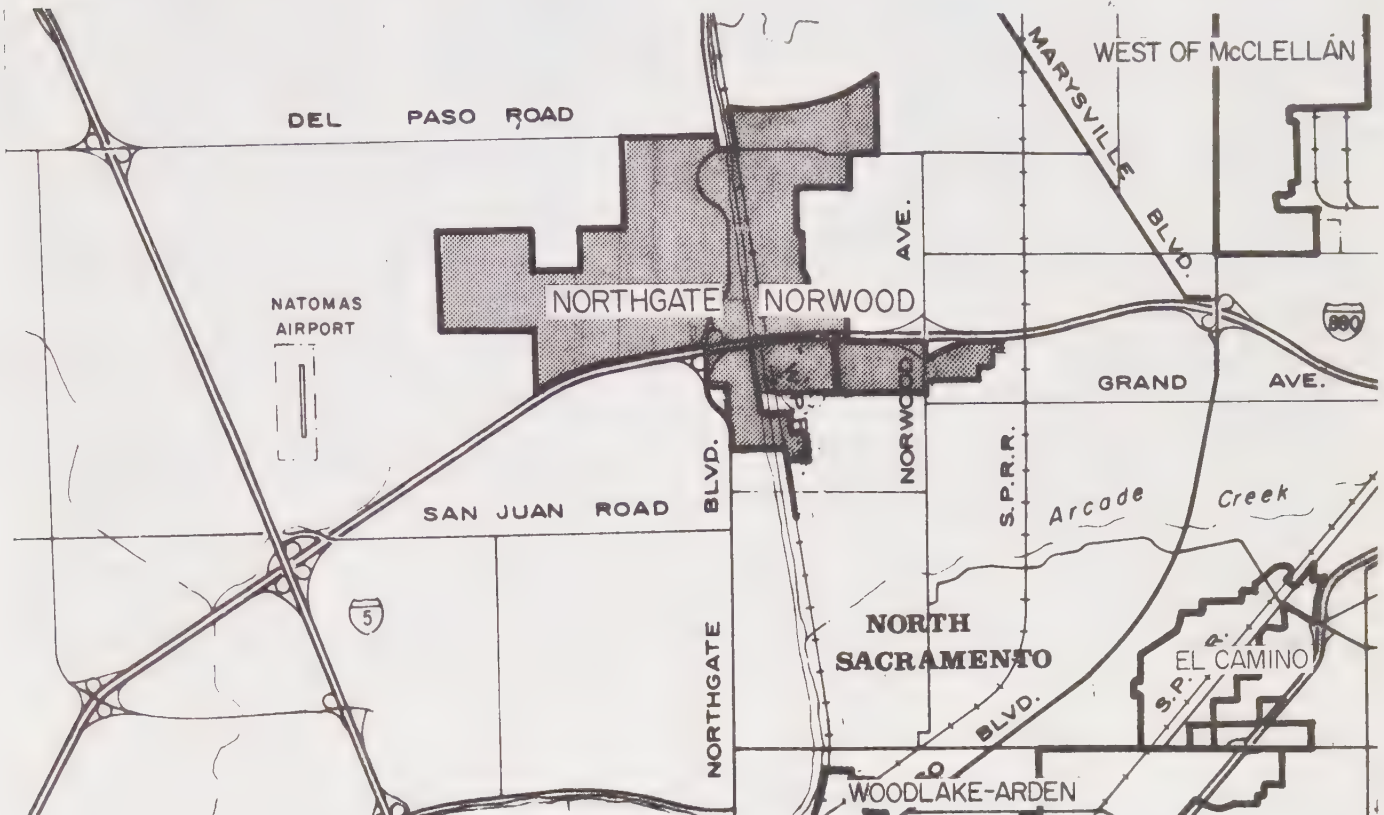 WEST OF McCLELLAN
MARYSVILLE BLVD.
DEL PASO ROAD
AVE.
NATOMAS
AIRPORT
NORTHGATE NORWOOD
880
GRAND AVE.
NORWOOD
BLVD.
S.P.R.R.
SAN JUAN ROAD
Arcade Creek
5
NORTHGATE
NORTH
SACRAMENTO
EL CAMINO
S.P. R.
BLVD.
WOODLAKE-ARDEN